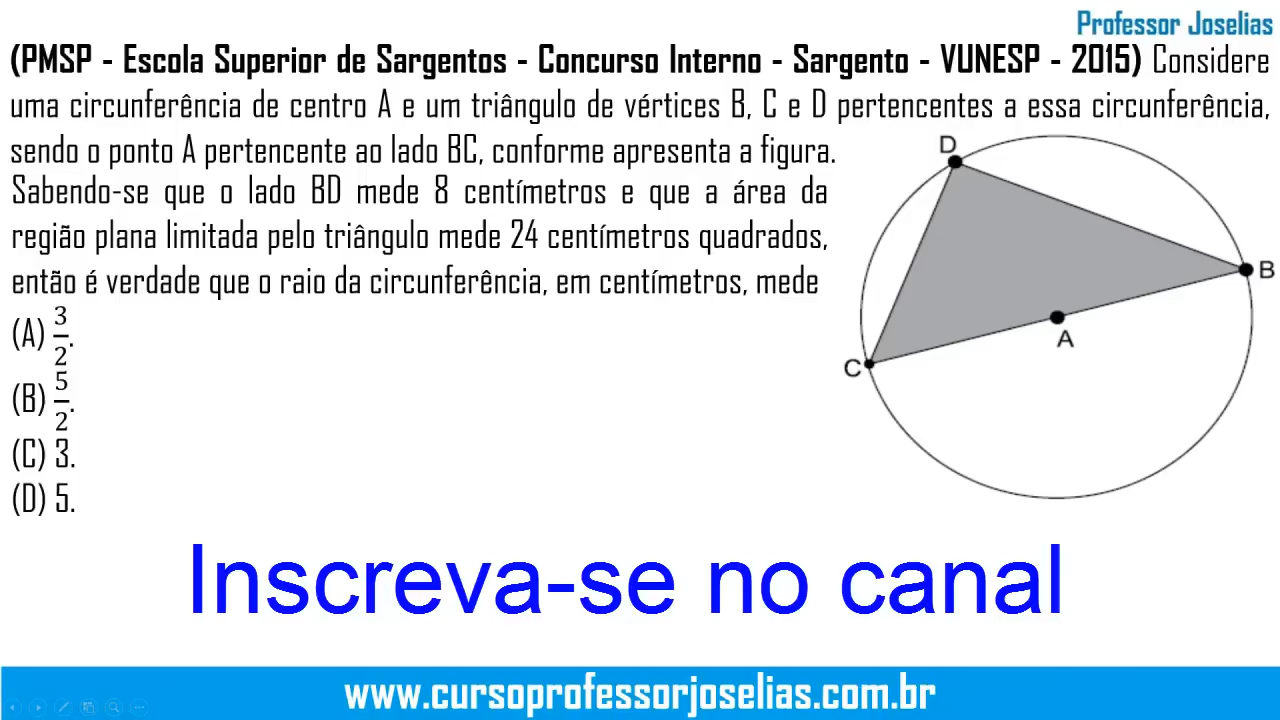 Professor Joselias
(PMSP - Escola Superior de Sargentos - Concurso Interno - Sargento - VUNESP - 2015) Considere
uma circunferência de centro A e um triângulo de vértices B, C e D pertencentes a essa circunferência,
sendo o ponto A pertencente ao lado BC, conforme apresenta a figura.
Sabendo-se que o lado BD mede 8 centímetros e que a área da
região plana limitada pelo triângulo mede 24 centímetros quadrados,
então é verdade que o raio da circunferência, em centímetros, mede
(A) 3/2.
(B) 5/2.
(C) 3.
(D) 5.
D
B
A
C
Inscreva-se no canal
www.cursoprofessorjoselias.com.br